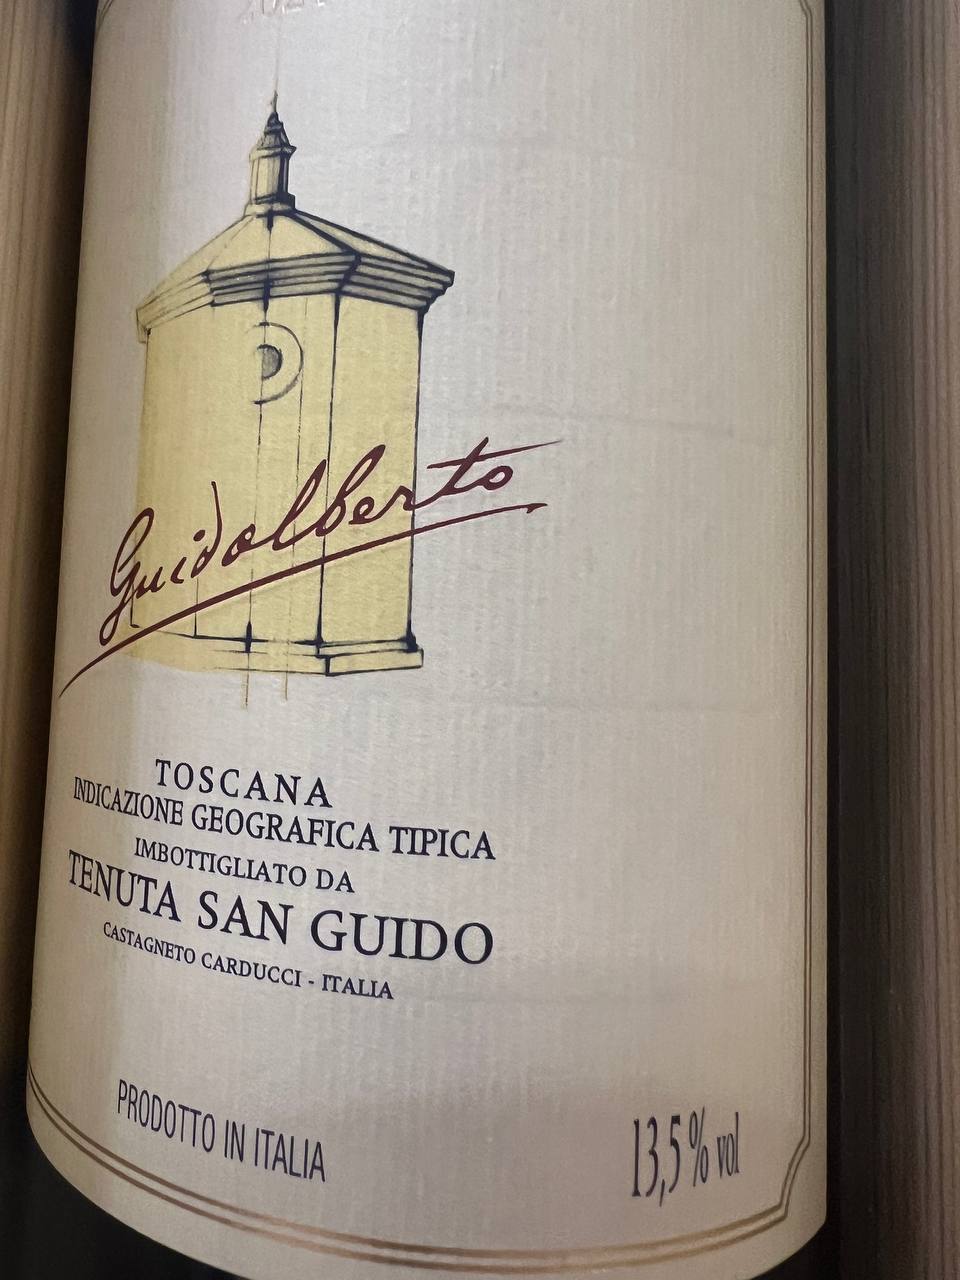 Guidalberto
TOSCANA
INDICAZIONE GEOGRAFICA TIPICA
IMBOTTIGLIATO DA
TENUTA SAN GUIDO
CASTAGNETO CARDUCCI - ITALIA
PRODOTTO IN ITALIA
13,5 % vol